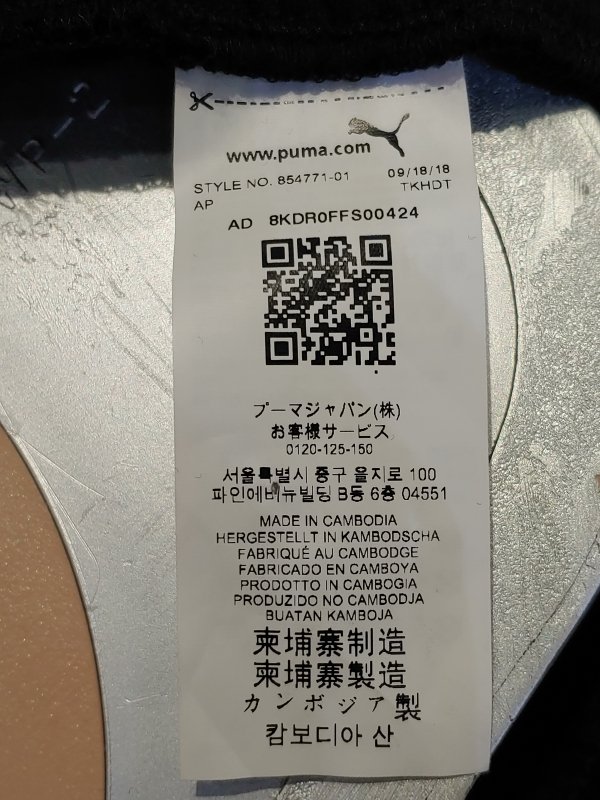 www.puma.com
STYLE NO. 854771-01 09/18/18
AP TKHDT
AD 8KDR0FFS00424
プーマジャパン(株)
お客様サービス
0120-125-150
서울특별시 중구 을지로 100
파인에비뉴빌딩 B동 6층 04551
MADE IN CAMBODIA
HERGESTELLT IN KAMBODSCHA
FABRIQUÉ AU CAMBODGE
FABRICADO EN CAMBOYA
PRODOTTO IN CAMBOGIA
PRODUZIDO NO CAMBODJA
BUATAN KAMBOJA
柬埔寨制造
柬埔寨製造
カンボジア製
캄보디아 산